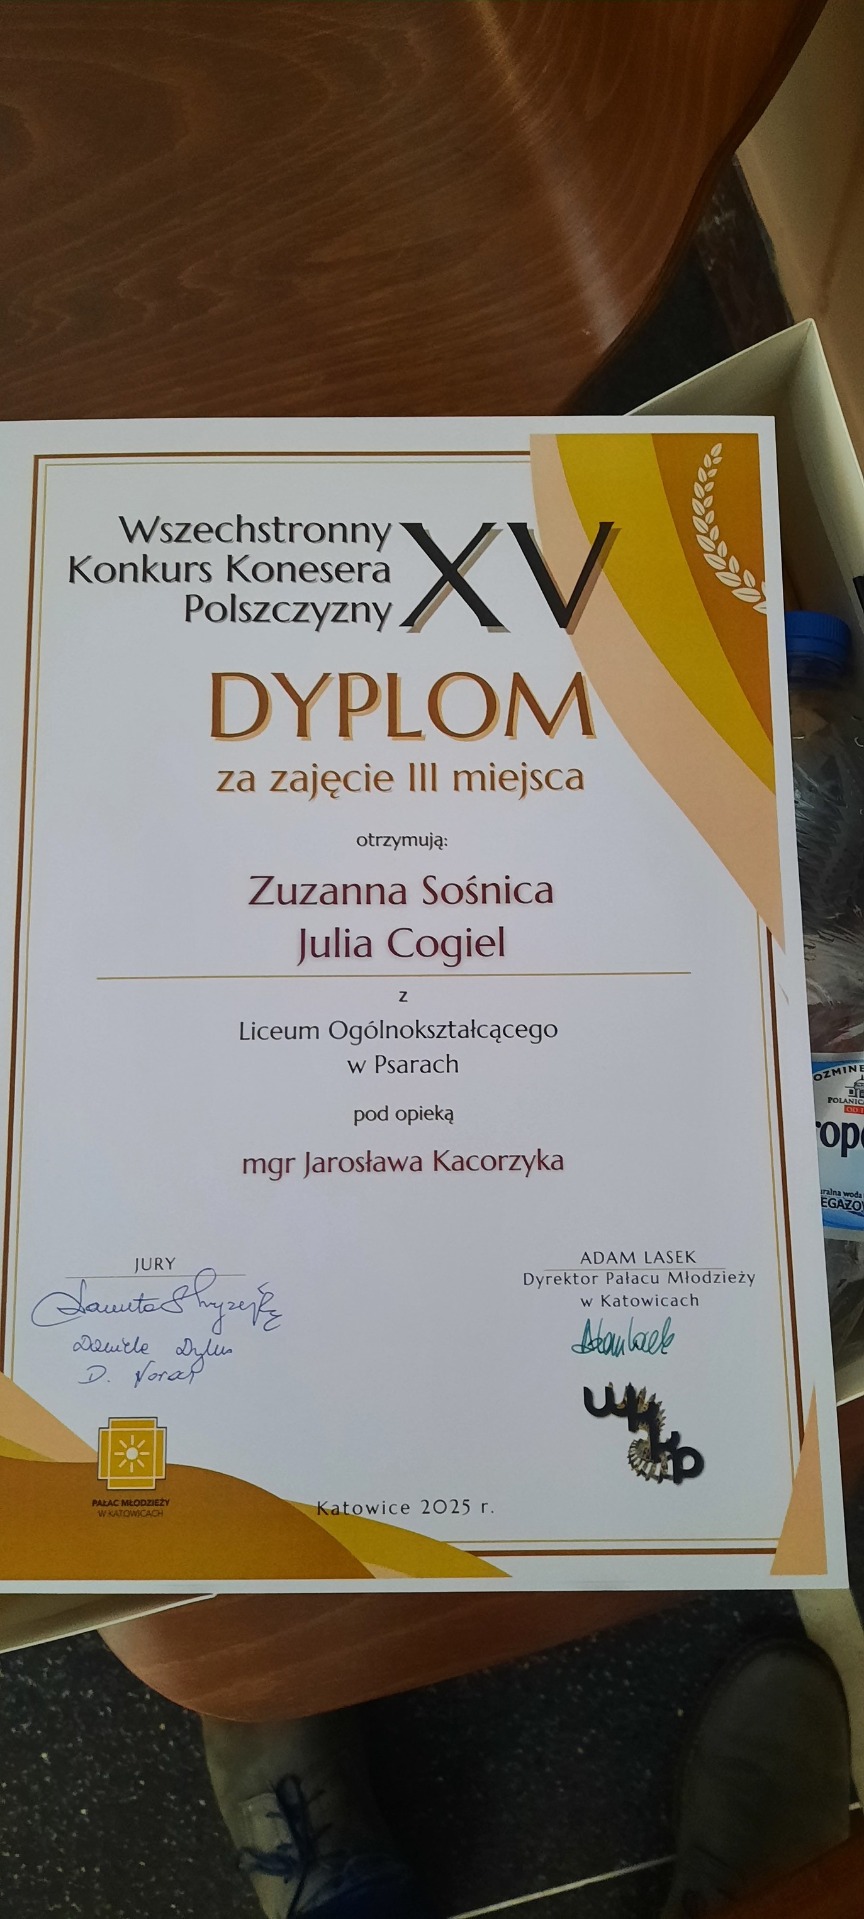 Wszechstronny
Konkurs Konesera
Polszczyzny
XV
DYPLOM
za zajęcie III miejsca
otrzymują:
Zuzanna Sośnica
Julia Cogiel
z
Liceum Ogólnokształcącego
w Psarach
pod opieką
mgr Jarosława Kacorzyka
JURY
D.
ADAM LASEK
Dyrektor Pałacu Młodzieży
w Katowicach
wkkp
PAŁAC MŁODZIEŻY
W KATOWICACH
Katowice 2025 r.